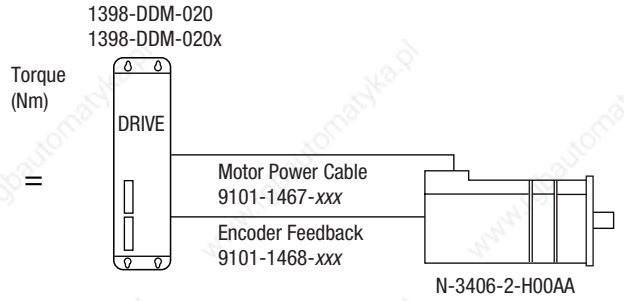 1398-DDM-020
1398-DDM-020x
Torque
(Nm)
DRIVE
=
Motor Power Cable
9101-1467-xxx
Encoder Feedback
9101-1468-xxx
N-3406-2-H00AA